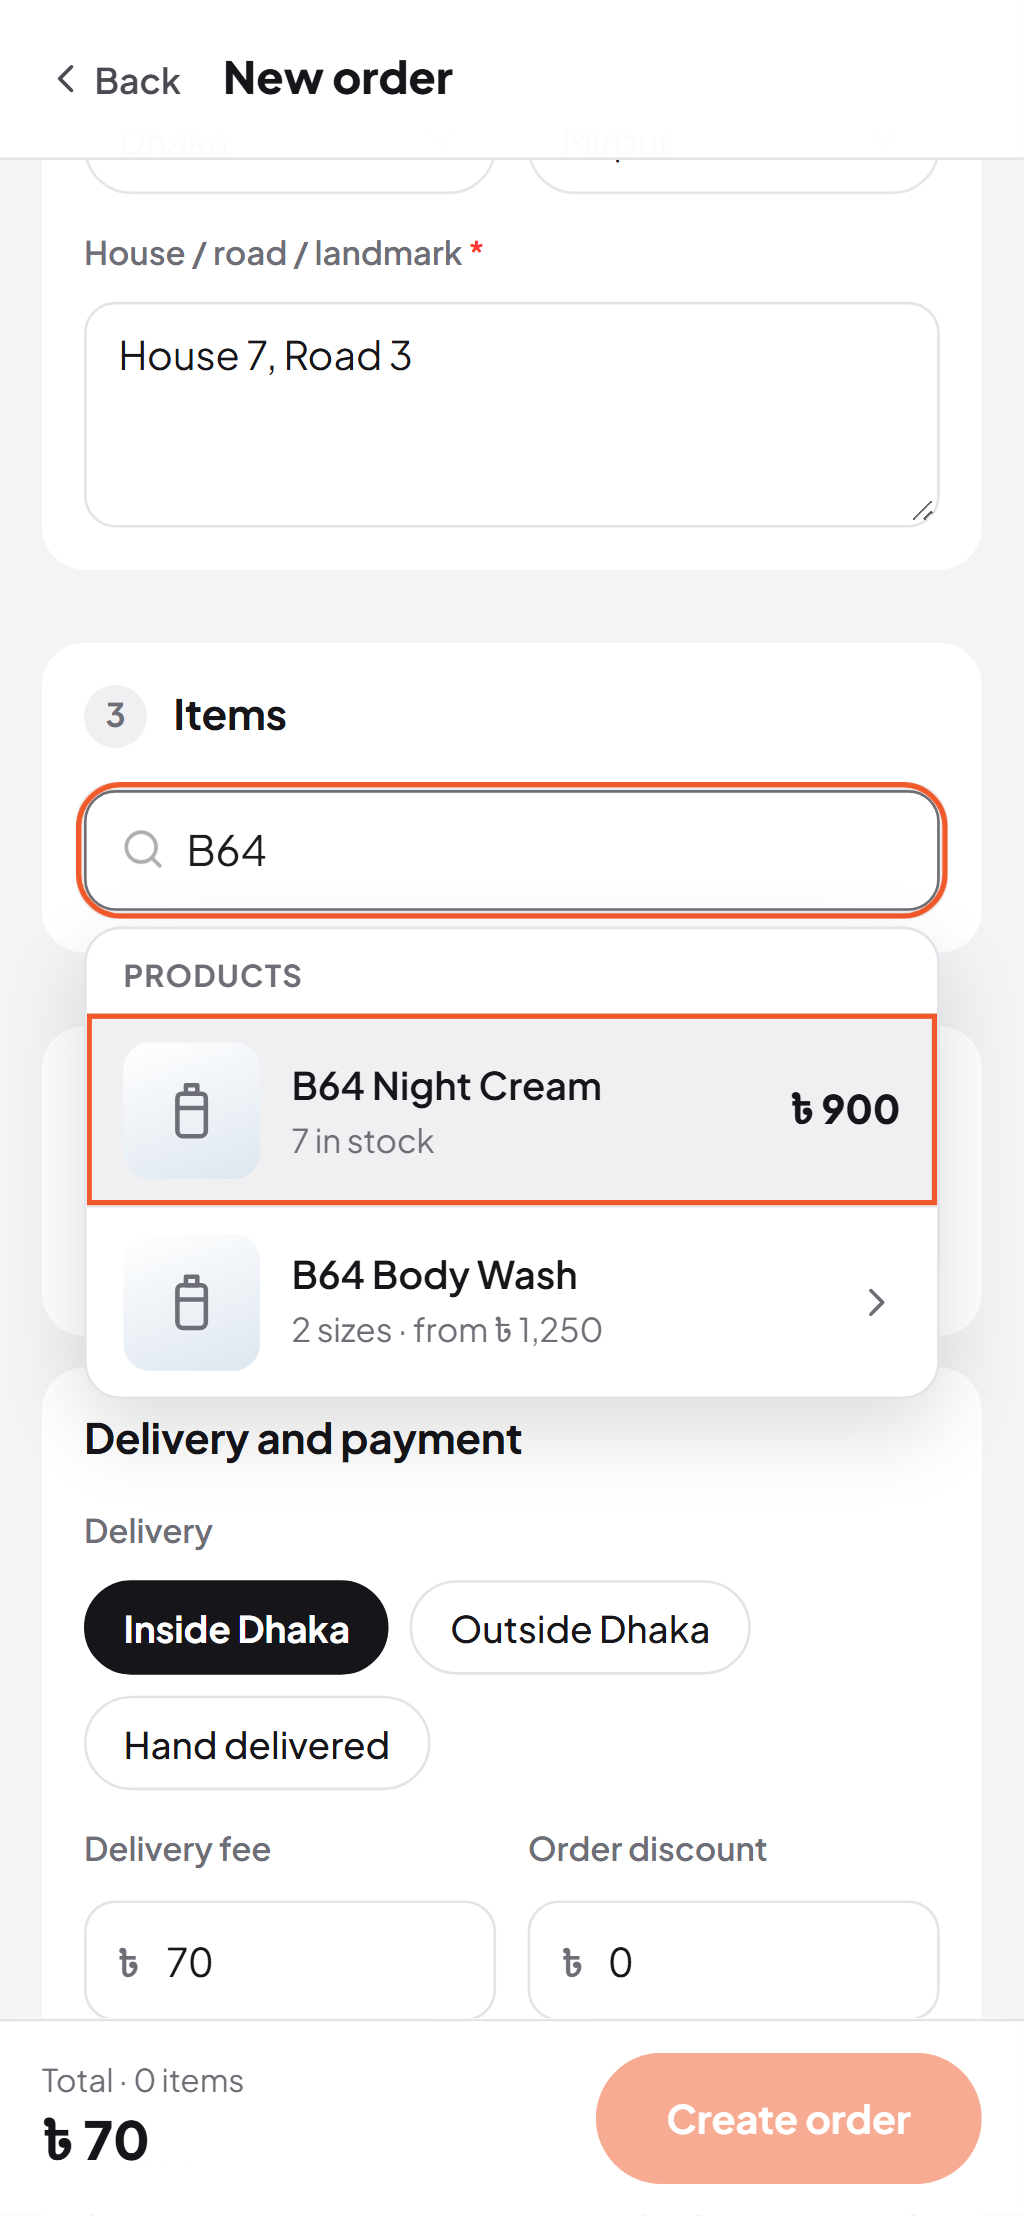 Back New order
Dhaka Mirpur
House / road / landmark *
House 7, Road 3
3 Items
B64
PRODUCTS
B64 Night Cream
7 in stock
৳ 900
B64 Body Wash
2 sizes · from ৳ 1,250
Delivery and payment
Delivery
Inside Dhaka Outside Dhaka
Hand delivered
Delivery fee Order discount
৳ 70 ৳ 0
Total · 0 items
৳ 70
Create order